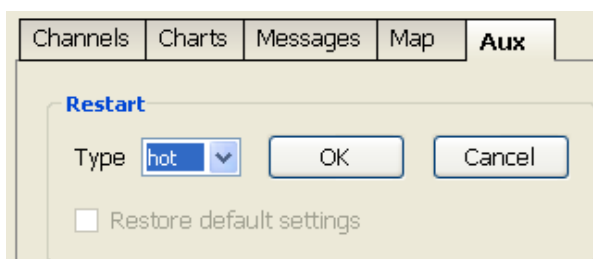 Channels Charts Messages Map Aux
Restart
Type hot OK Cancel
Restore default settings